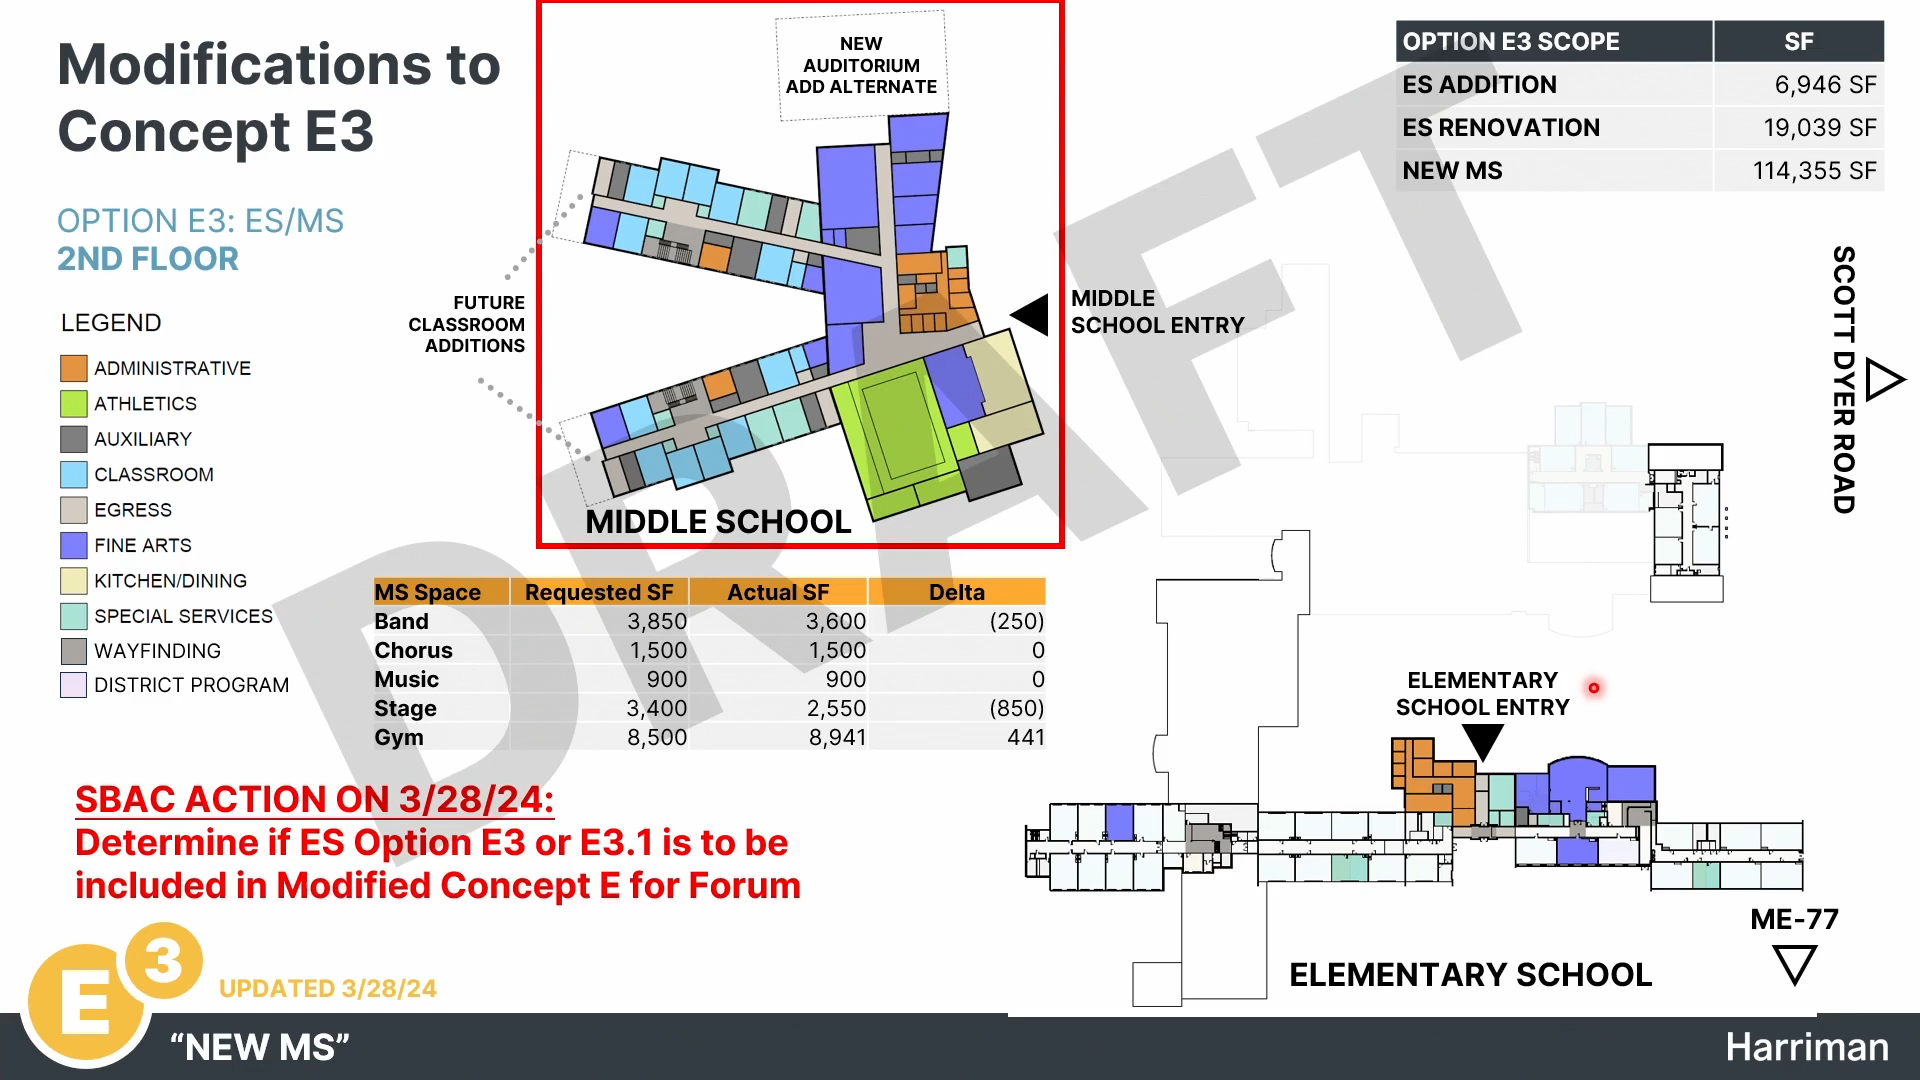 Modifications to
Concept E3
OPTION E3: ES/MS
2ND FLOOR
LEGEND
ADMINISTRATIVE
ATHLETICS
AUXILIARY
CLASSROOM
EGRESS
FINE ARTS
KITCHEN/DINING
SPECIAL SERVICES
WAYFINDING
DISTRICT PROGRAM
NEW
AUDITORIUM
ADD ALTERNATE
FUTURE
CLASSROOM
ADDITIONS
MIDDLE
SCHOOL ENTRY
MIDDLE SCHOOL
OPTION E3 SCOPE SF
ES ADDITION 6,946 SF
ES RENOVATION 19,039 SF
NEW MS 114,355 SF
SCOTT DYER ROAD
MS Space Requested SF Actual SF Delta
Band 3,850 3,600 (250)
Chorus 1,500 1,500 0
Music 900 900 0
Stage 3,400 2,550 (850)
Gym 8,500 8,941 441
ELEMENTARY
SCHOOL ENTRY
SBAC ACTION ON 3/28/24:
Determine if ES Option E3 or E3.1 is to be
included in Modified Concept E for Forum
ME-77
ELEMENTARY SCHOOL
E3
UPDATED 3/28/24
“NEW MS”
Harriman
DRAFT